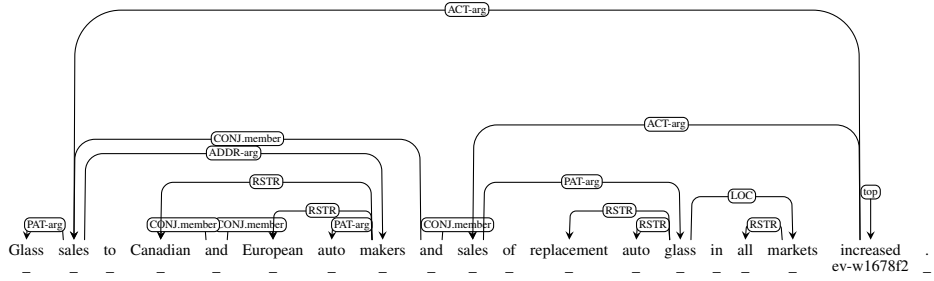 ACT-arg
ACT-arg
CONJ.member
ADDR-arg
RSTR PAT-arg
top
LOC
RSTR RSTR
PAT-arg CONJ.member CONJ.member PAT-arg CONJ.member RSTR RSTR
Glass sales to Canadian and European auto makers and sales of replacement auto glass in all markets increased .
_ _ _ _ _ _ _ _ _ _ _ _ _ _ _ _ _ ev-w1678f2 _